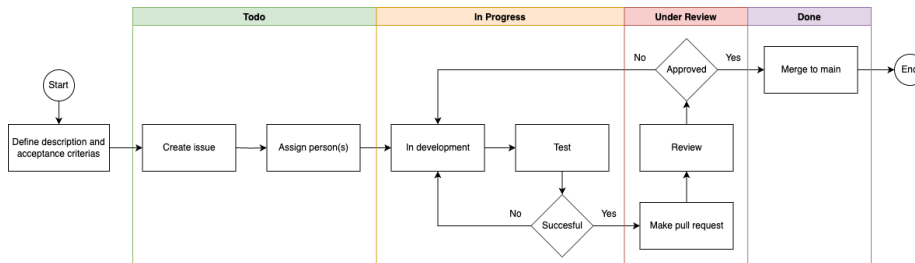 Todo
In Progress
Under Review
Done
Start
Define description and
acceptance criterias
Create issue
Assign person(s)
In development
Test
Succesful
No
Yes
Make pull request
Review
Approved
No
Yes
Merge to main
End